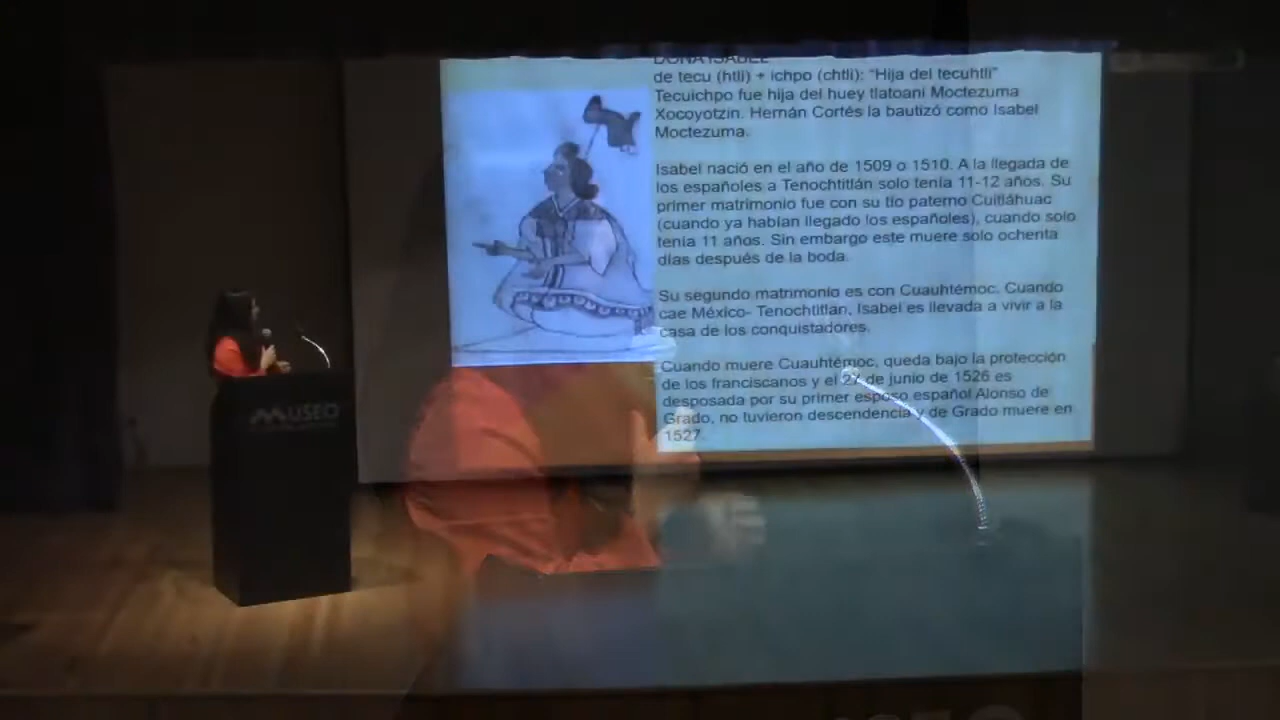 DOÑA ISABEL
de tecu (htli) + ichpo (chtli): "Hija del tecuhtli"
Tecuichpo fue hija del huey tlatoani Moctezuma
Xocoyotzin. Hernán Cortés la bautizó como Isabel
Moctezuma.
Isabel nació en el año de 1509 o 1510. A la llegada de
los españoles a Tenochtitlán solo tenía 11-12 años. Su
primer matrimonio fue con su tío paterno Cuitláhuac
(cuando ya habían llegado los españoles), cuando solo
tenía 11 años. Sin embargo este muere solo ochenta
días después de la boda.
Su segundo matrimonio es con Cuauhtémoc. Cuando
cae México- Tenochtitlan, Isabel es llevada a vivir a la
casa de los conquistadores.
Cuando muere Cuauhtémoc, queda bajo la protección
de los franciscanos y el 27 de junio de 1526 es
desposada por su primer esposo español Alonso de
Grado, no tuvieron descendencia y de Grado muere en
1527.
MUSEO